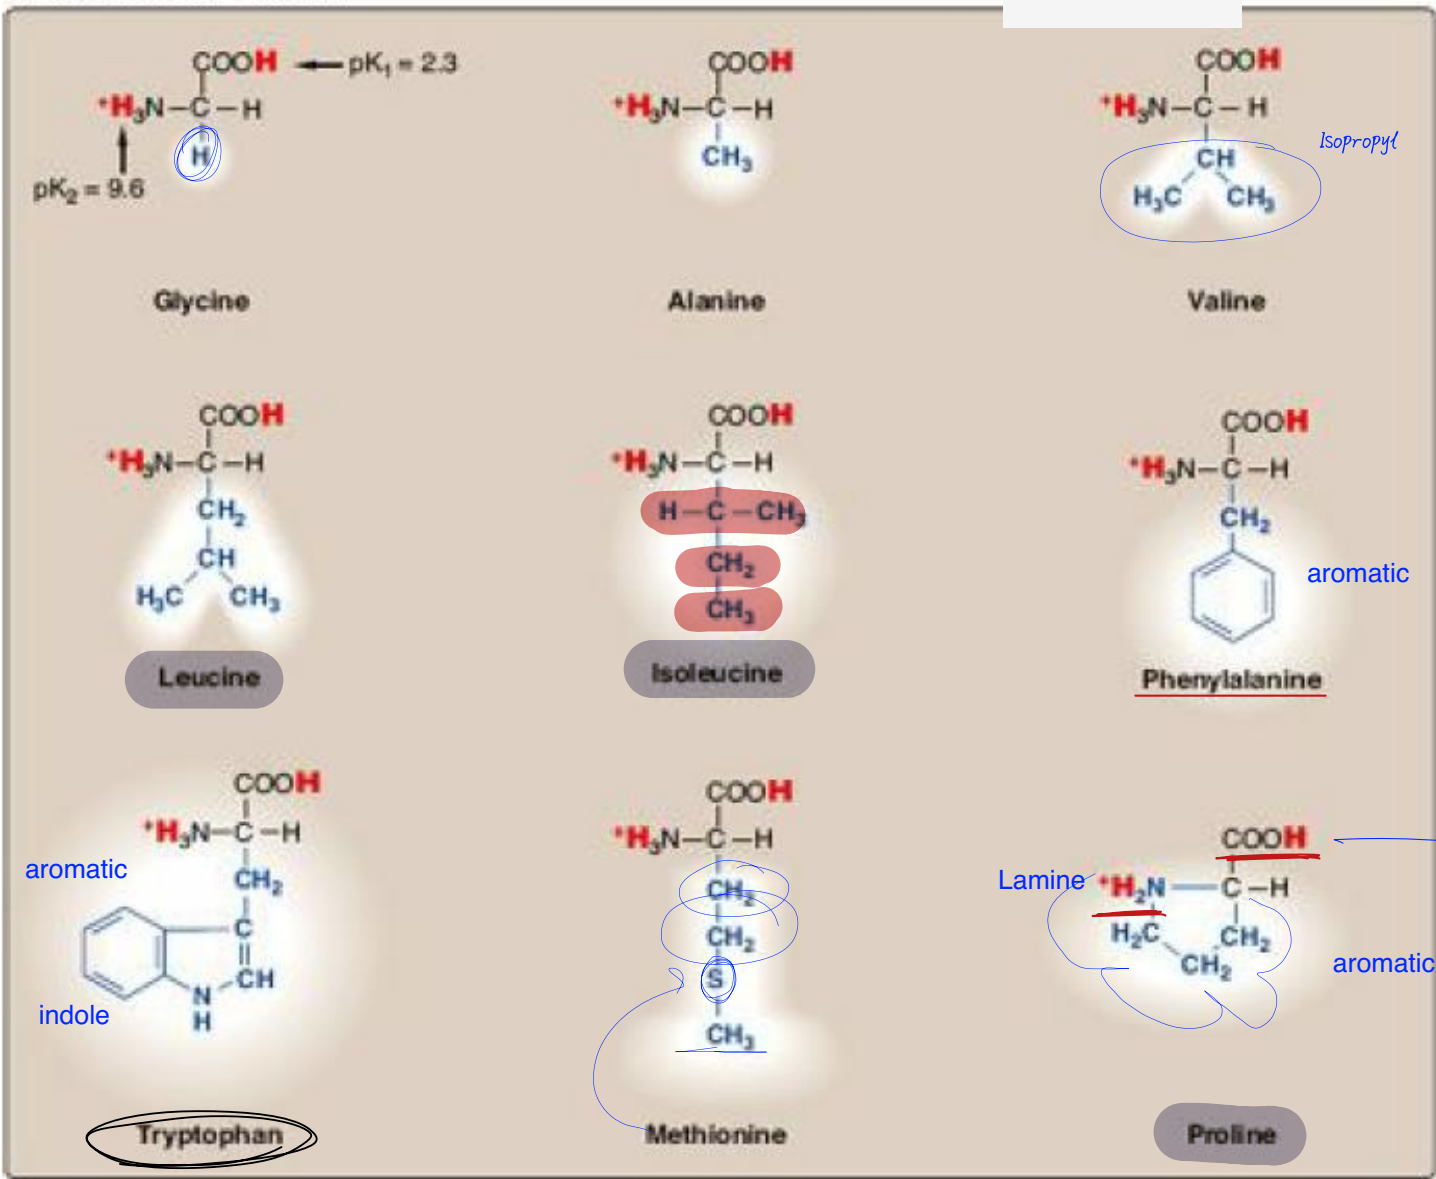 COOH ← pK₁ = 2.3
⁺H₃N—C—H
H
pK₂ = 9.6
Glycine
COOH
⁺H₃N—C—H
CH₃
Alanine
COOH
⁺H₃N—C—H
CH
H₃C CH₃
Isopropyl
Valine
COOH
⁺H₃N—C—H
CH₂
CH
H₃C CH₃
Leucine
COOH
⁺H₃N—C—H
H—C—CH₃
CH₂
CH₃
Isoleucine
COOH
⁺H₃N—C—H
CH₂
aromatic
Phenylalanine
COOH
⁺H₃N—C—H
aromatic
CH₂
C
CH
N
H
indole
Tryptophan
COOH
⁺H₃N—C—H
CH₂
CH₂
S
CH₃
Methionine
COOH
Lamine ⁺H₂N—C—H
H₂C CH₂
CH₂
aromatic
Proline